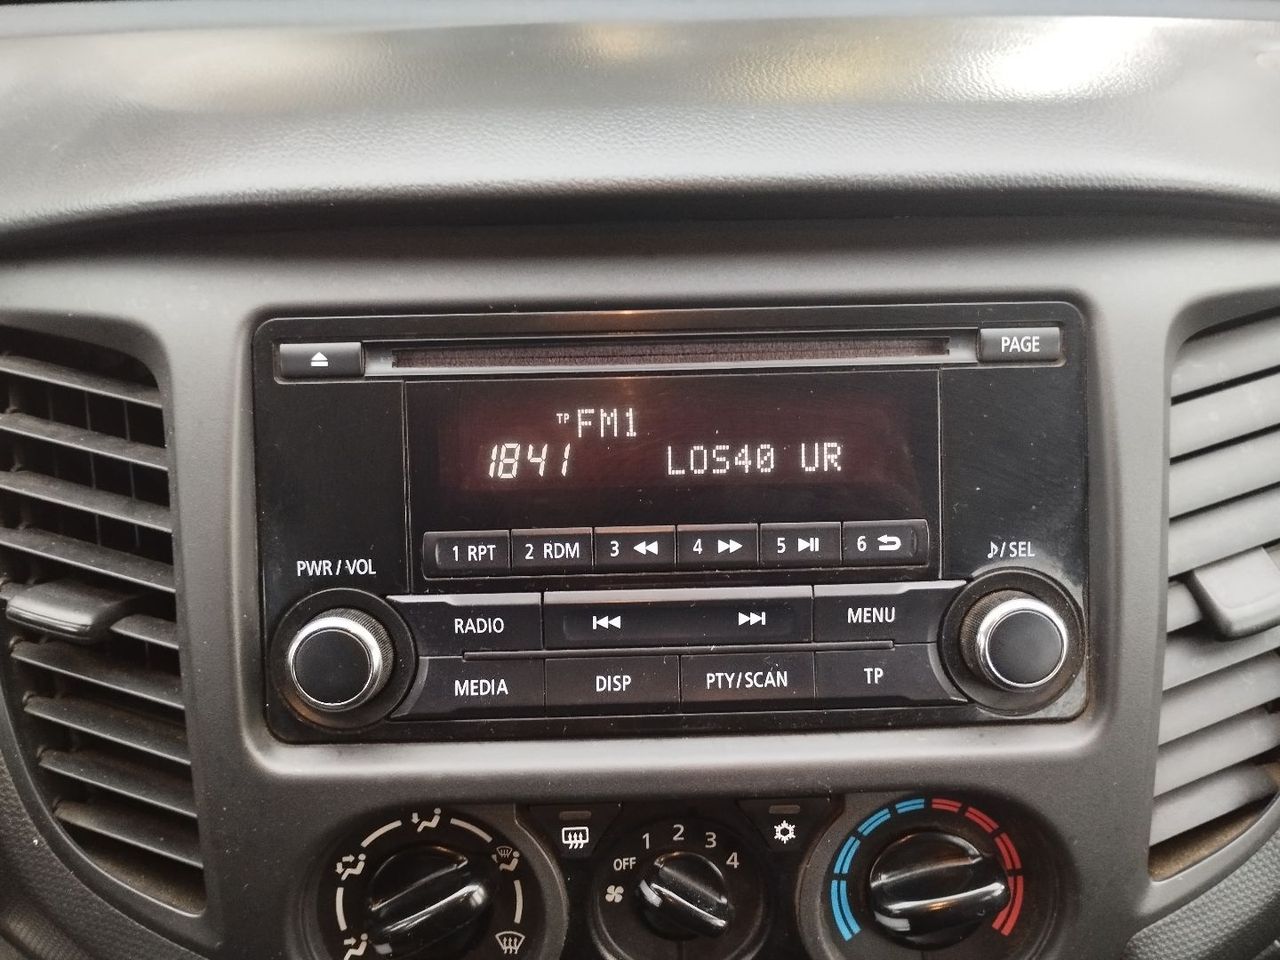 PAGE
TP FM1
1841 LOS40 UR
1 RPT 2 RDM 3 4 5 6
PWR / VOL
♪/SEL
RADIO MENU
MEDIA DISP PTY/SCAN TP
OFF 1 2 3 4